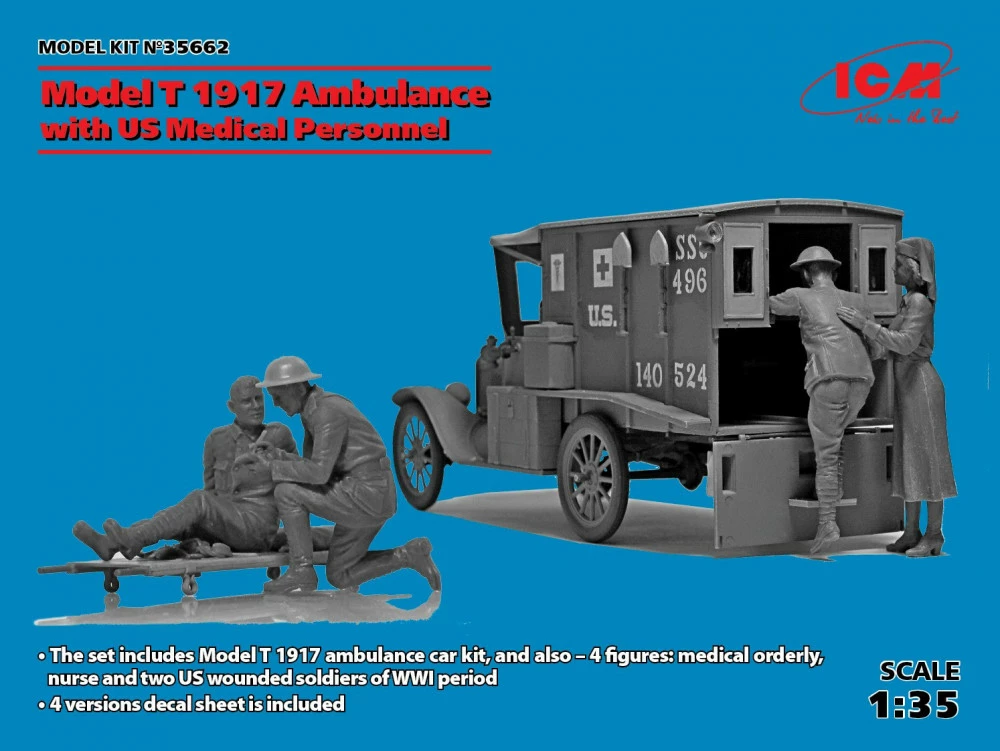 MODEL KIT №35662
Model T 1917 Ambulance
with US Medical Personnel
ICM
SSU
496
U.S.
140 524
• The set includes Model T 1917 ambulance car kit, and also – 4 figures: medical orderly,
nurse and two US wounded soldiers of WWI period
• 4 versions decal sheet is included
SCALE
1:35